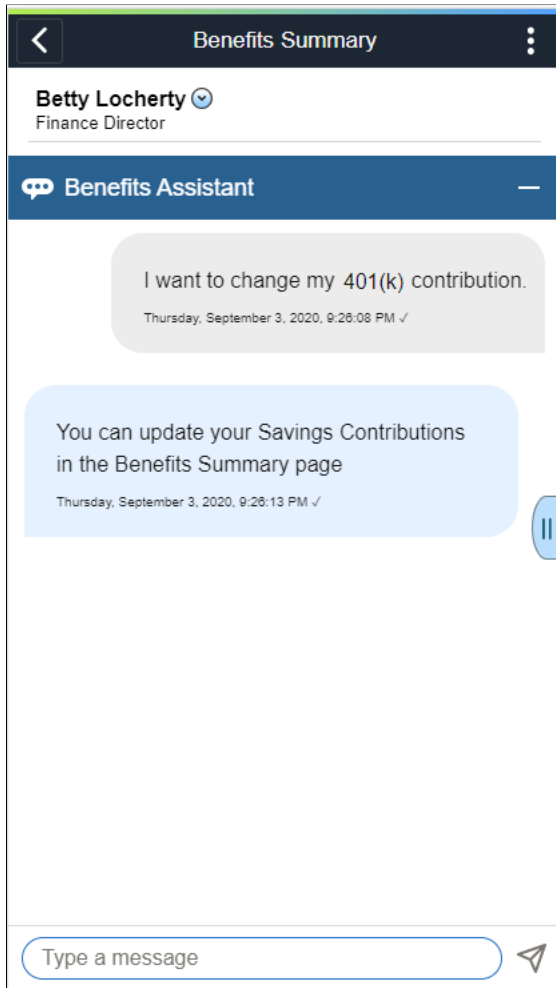 Benefits Summary
Betty Locherty
Finance Director
Benefits Assistant
I want to change my 401(k) contribution.
Thursday, September 3, 2020, 9:26:08 PM ✓
You can update your Savings Contributions
in the Benefits Summary page
Thursday, September 3, 2020, 9:26:13 PM ✓
Type a message